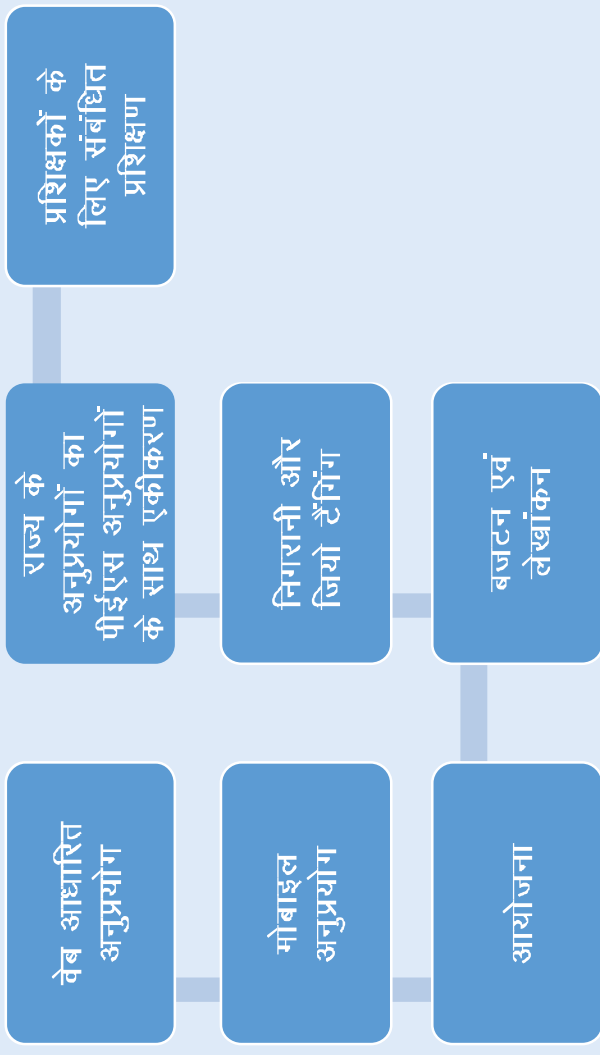 वेब आधारित
अनुप्रयोग
मोबाइल
अनुप्रयोग
आयोजना
बजटन एवं
लेखांकन
निगरानी और
जियो टैंगिंग
राज्य के
अनुप्रयोगों का
पीईएस अनुप्रयोगों
के साथ एकीकरण
प्रशिक्षकों के
लिए संबंधित
प्रशिक्षण